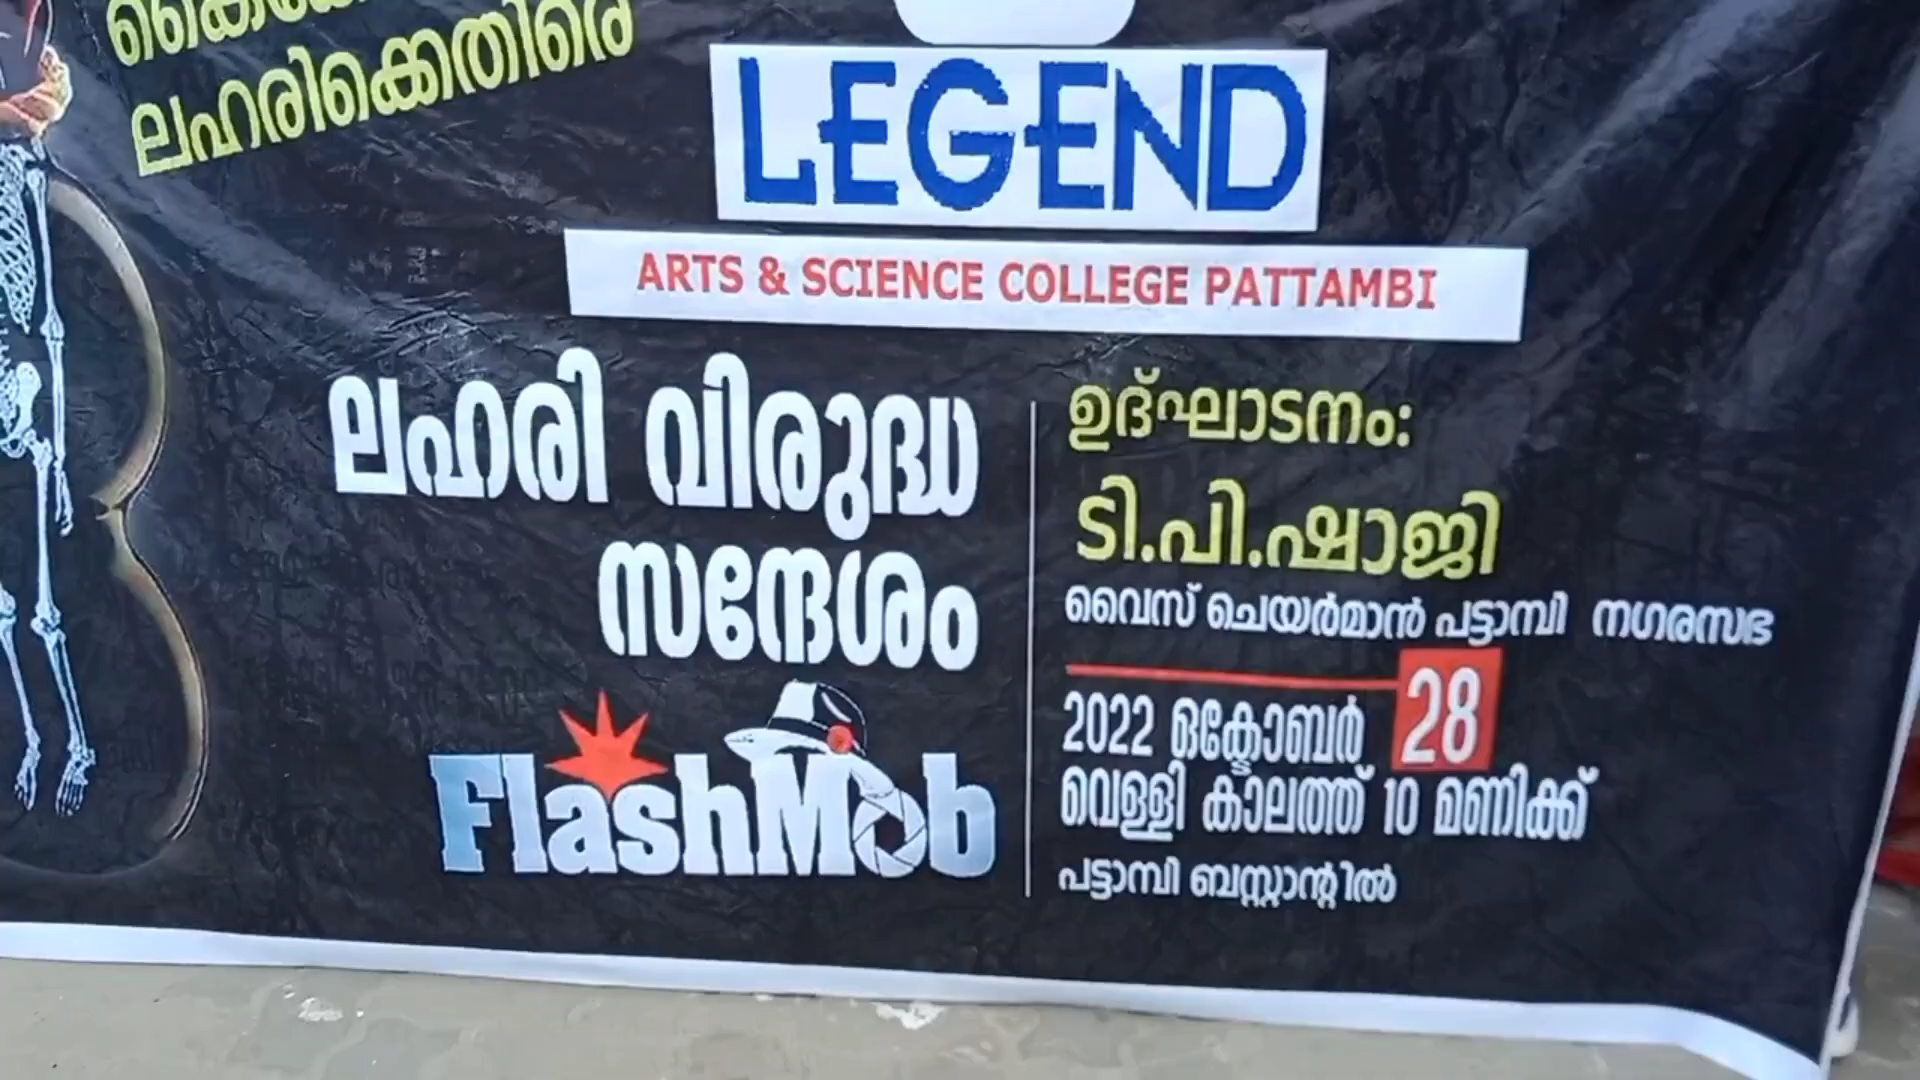 ലഹരിക്കെതിരെ
LEGEND
ARTS & SCIENCE COLLEGE PATTAMBI
ലഹരി വിരുദ്ധ
സന്ദേശം
FlashMob
ഉദ്ഘാടനം:
ടി.പി.ഷാജി
വൈസ് ചെയർമാൻ പട്ടാമ്പി നഗരസഭ
2022 ഒക്ടോബർ 28
വെള്ളി കാലത്ത് 10 മണിക്ക്
പട്ടാമ്പി ബസ്റ്റാന്റിൽ